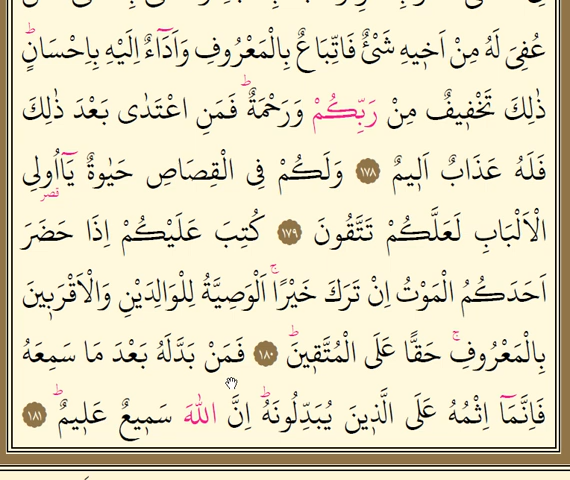 عُفِىَ لَهُ مِنْ اَخ۪يهِ شَيْءٌ فَاتِّبَاعٌ بِالْمَعْرُوفِ وَاَدَٓاءٌ اِلَيْهِ بِاِحْسَانٍۜ
ذٰلِكَ تَخْف۪يفٌ مِنْ رَبِّكُمْ وَرَحْمَةٌۜ فَمَنِ اعْتَدٰى بَعْدَ ذٰلِكَ
فَلَهُ عَذَابٌ اَل۪يمٌ ١٧٨ وَلَكُمْ فِى الْقِصَاصِ حَيٰوةٌ يَٓا اُولِى
قصر
الْاَلْبَابِ لَعَلَّكُمْ تَتَّقُونَ ١٧٩ كُتِبَ عَلَيْكُمْ اِذَا حَضَرَ
اَحَدَكُمُ الْمَوْتُ اِنْ تَرَكَ خَيْرًاۚ اَلْوَصِيَّةُ لِلْوَالِدَيْنِ وَالْاَقْرَب۪ينَ
بِالْمَعْرُوفِۚ حَقًّا عَلَى الْمُتَّق۪ينَۜ ١٨٠ فَمَنْ بَدَّلَهُ بَعْدَ مَا سَمِعَهُ
فَاِنَّمَٓا اِثْمُهُ عَلَى الَّذ۪ينَ يُبَدِّلُونَهُۜ اِنَّ اللّٰهَ سَم۪يعٌ عَل۪يمٌۜ ١٨١